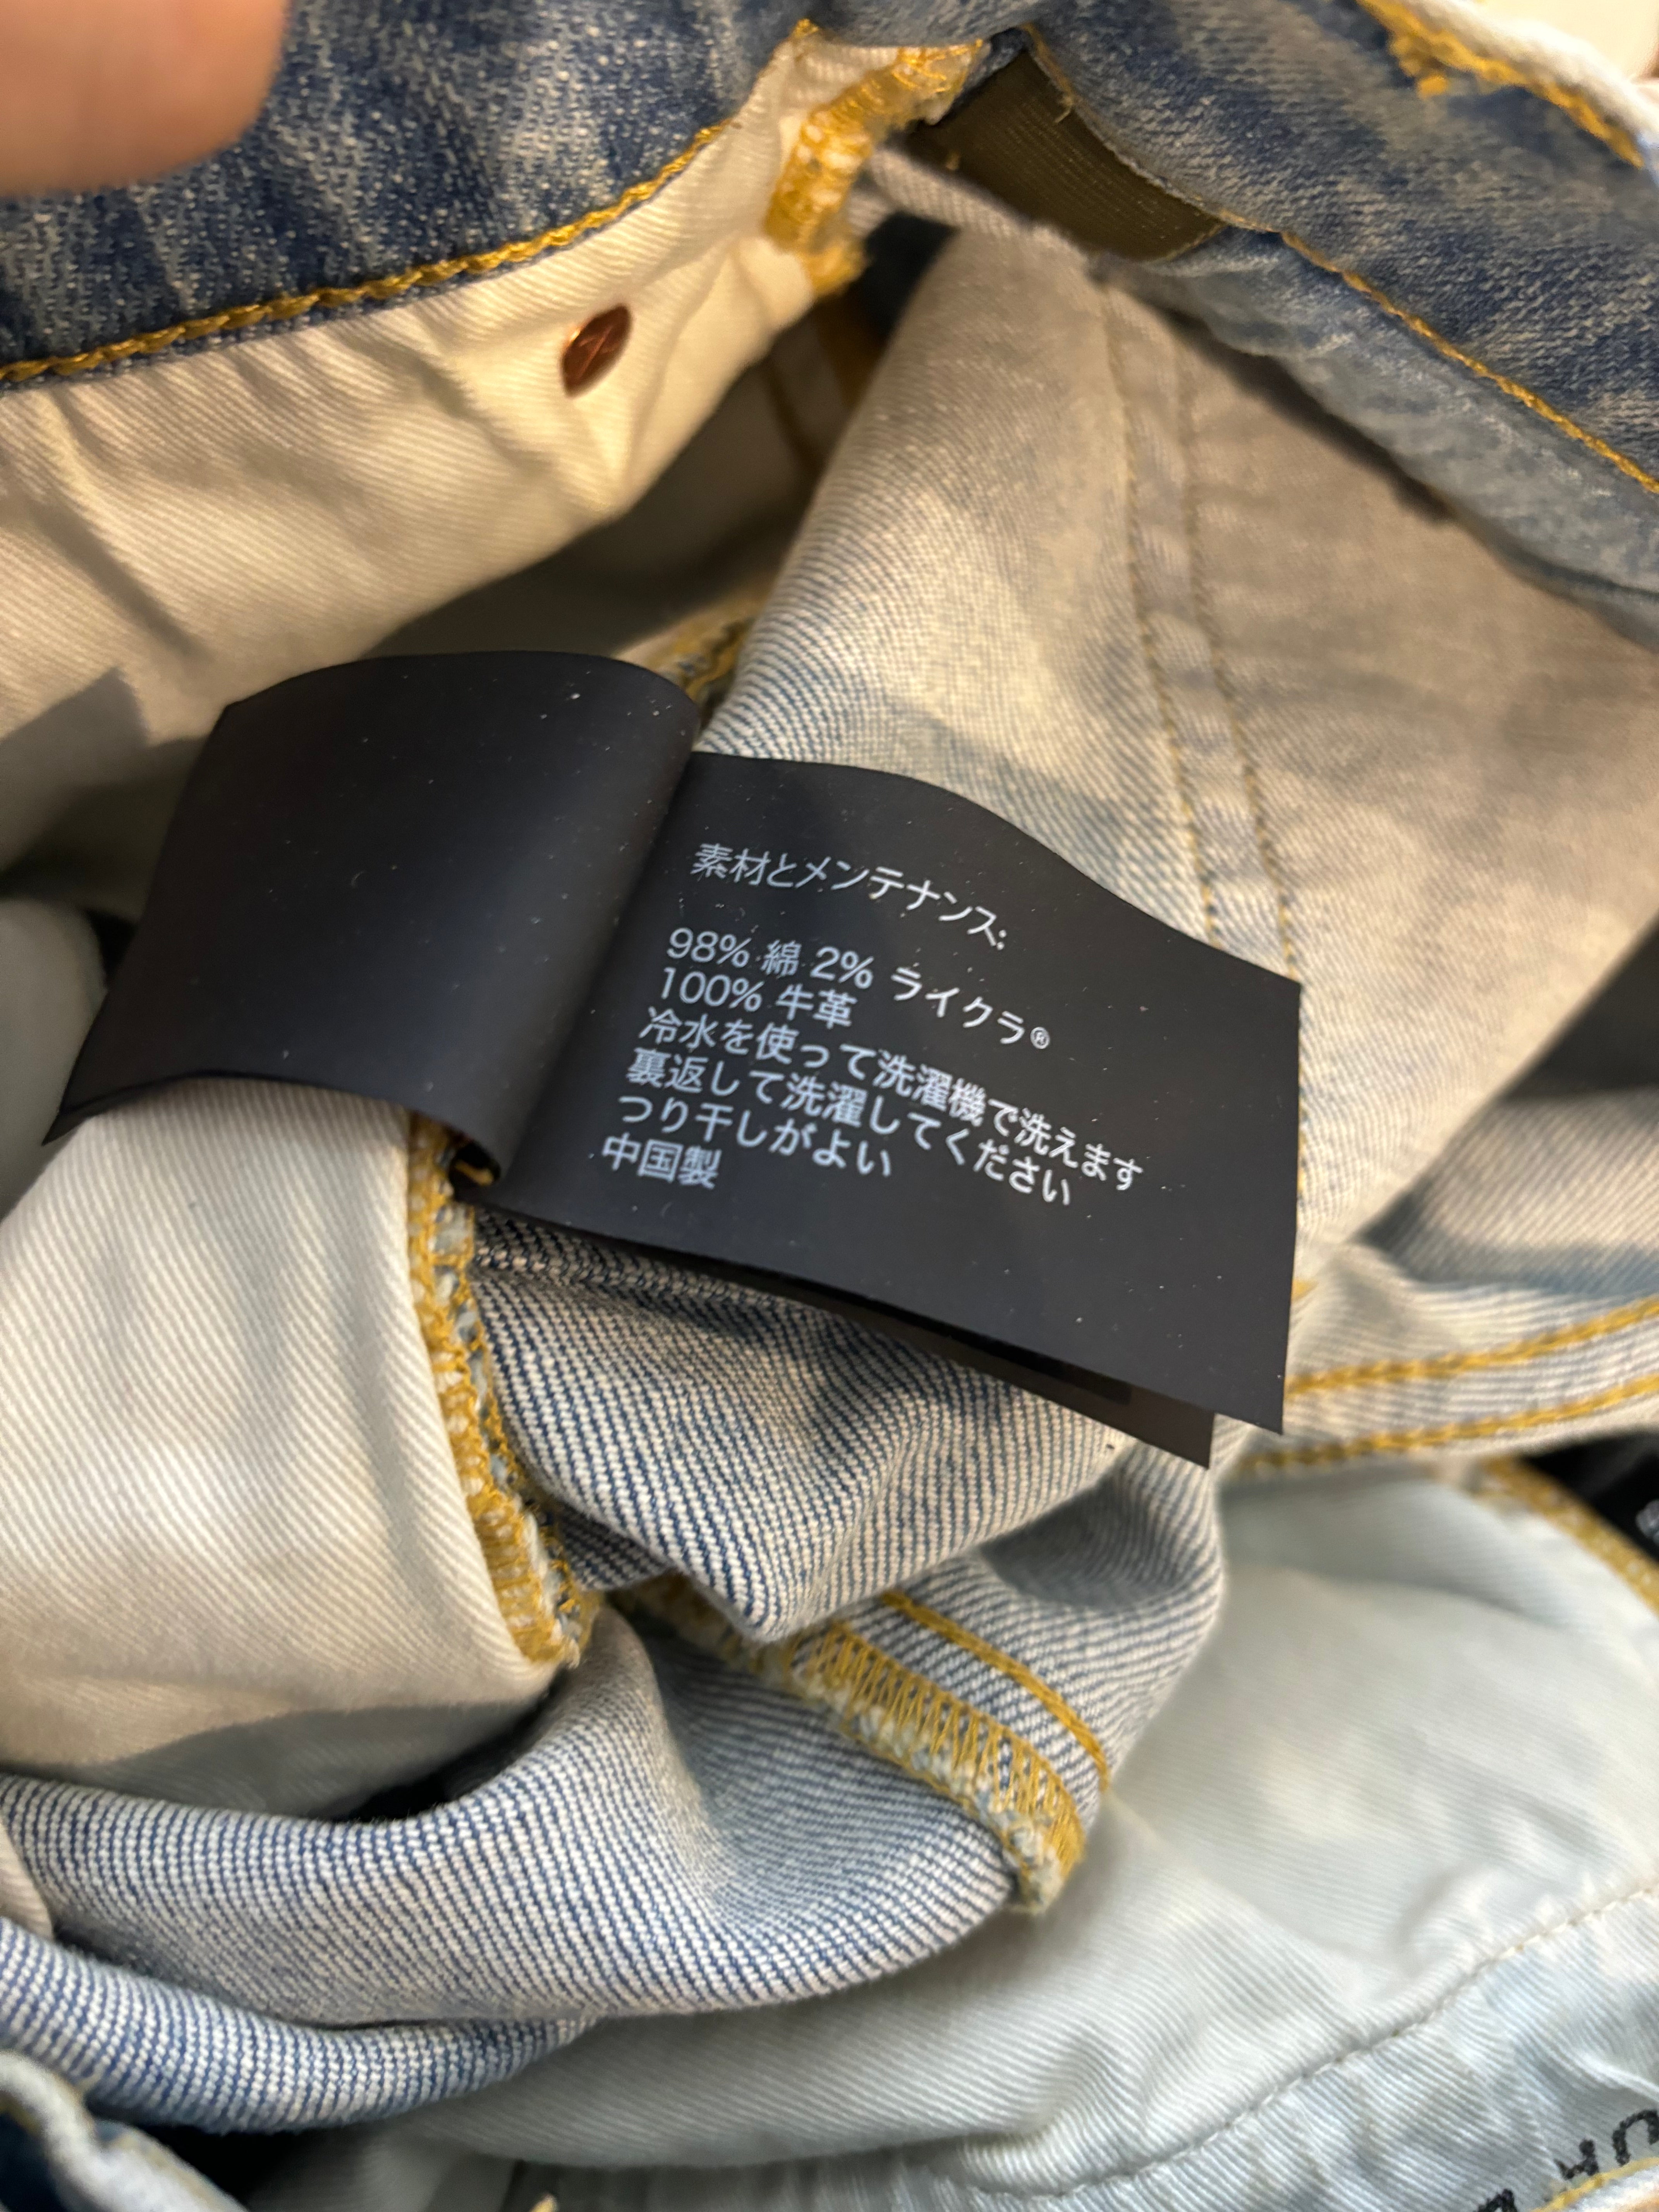 素材とメンテナンス:
98% 綿 2% ライクラ®
100% 牛革
冷水を使って洗濯機で洗えます
裏返して洗濯してください
つり干しがよい
中国製